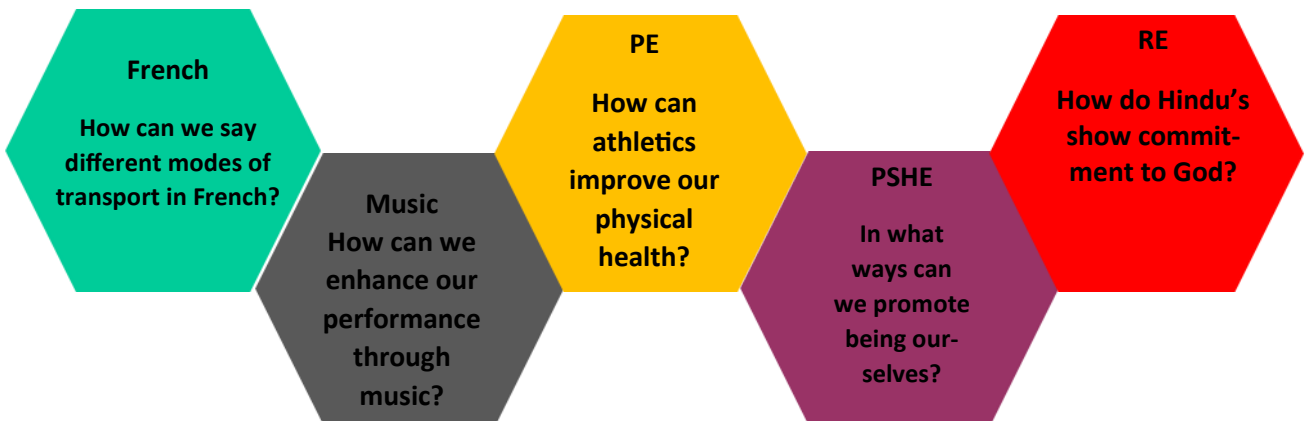 French
How can we say
different modes of
transport in French?
Music
How can we
enhance our
performance
through
music?
PE
How can
athletics
improve our
physical
health?
PSHE
In what
ways can
we promote
being our-
selves?
RE
How do Hindu’s
show commit-
ment to God?